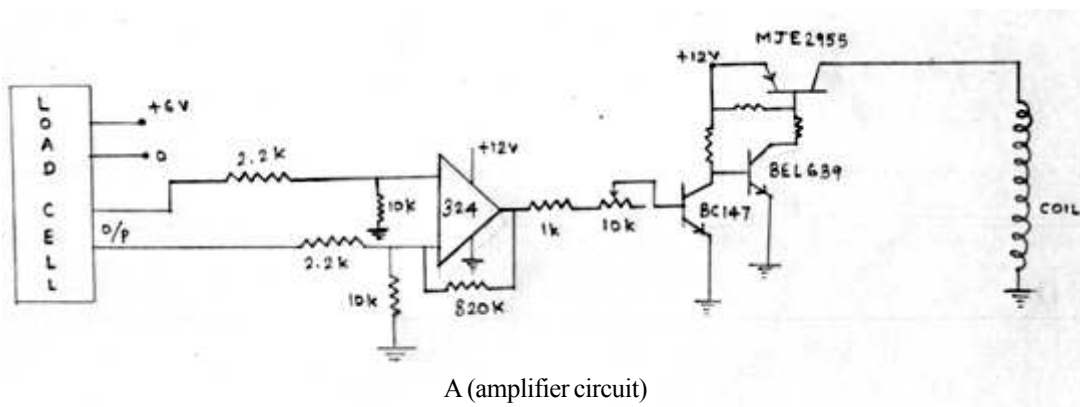 MJE2955
+12V
LOAD CELL
+6V
0
2.2k
+12V
324
10k
BEL639
BC147
COIL
O/P
1k
10k
2.2k
820K
10k
A (amplifier circuit)